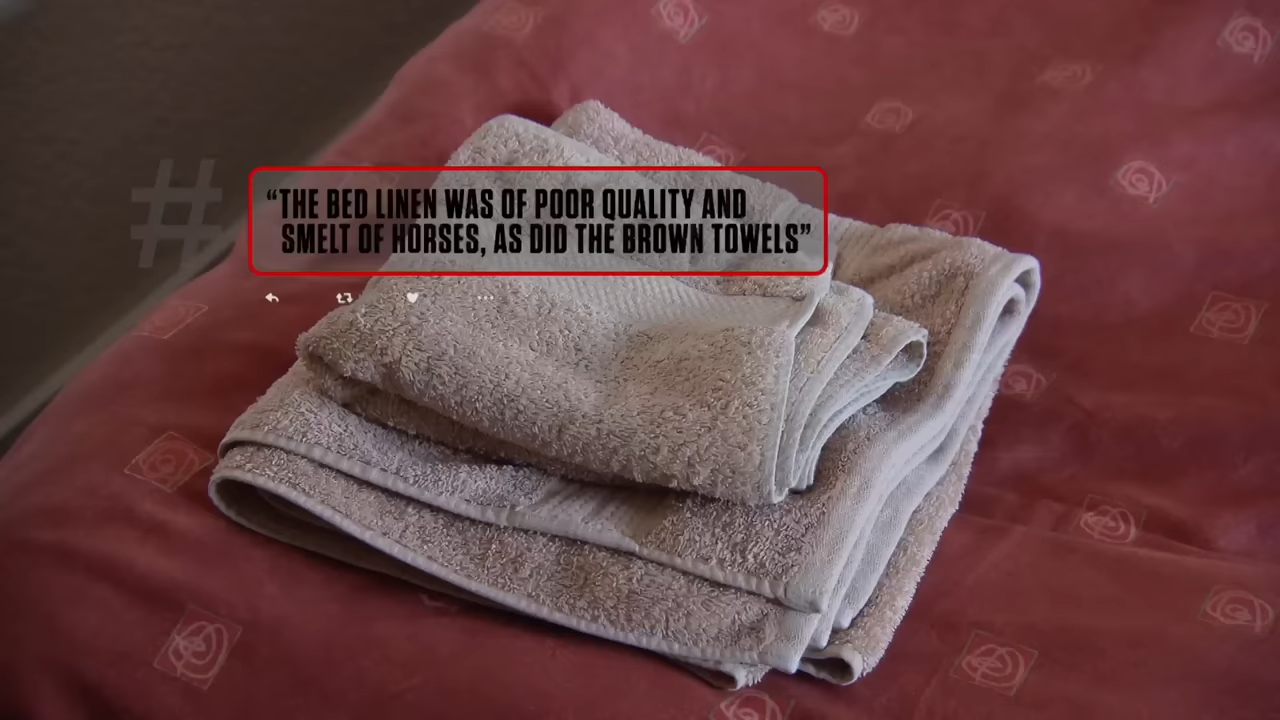 #
“THE BED LINEN WAS OF POOR QUALITY AND
SMELT OF HORSES, AS DID THE BROWN TOWELS”